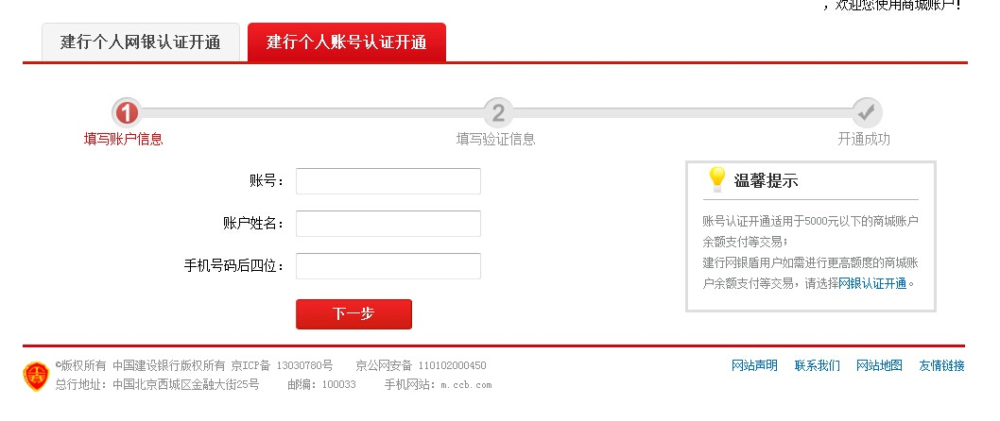 ，欢迎您使用商城账户！
建行个人网银认证开通
建行个人账号认证开通
1
2
填写账户信息
填写验证信息
开通成功
账号：
账户姓名：
手机号码后四位：
下一步
温馨提示
账号认证开通适用于5000元以下的商城账户
余额支付等交易；
建行网银盾用户如需进行更高额度的商城账
户余额支付等交易，请选择网银认证开通。
©版权所有 中国建设银行版权所有 京ICP备 13030780号 京公网安备 110102000450
总行地址：中国北京西城区金融大街25号 邮编：100033 手机网站：m.ccb.com
网站声明 联系我们 网站地图 友情链接